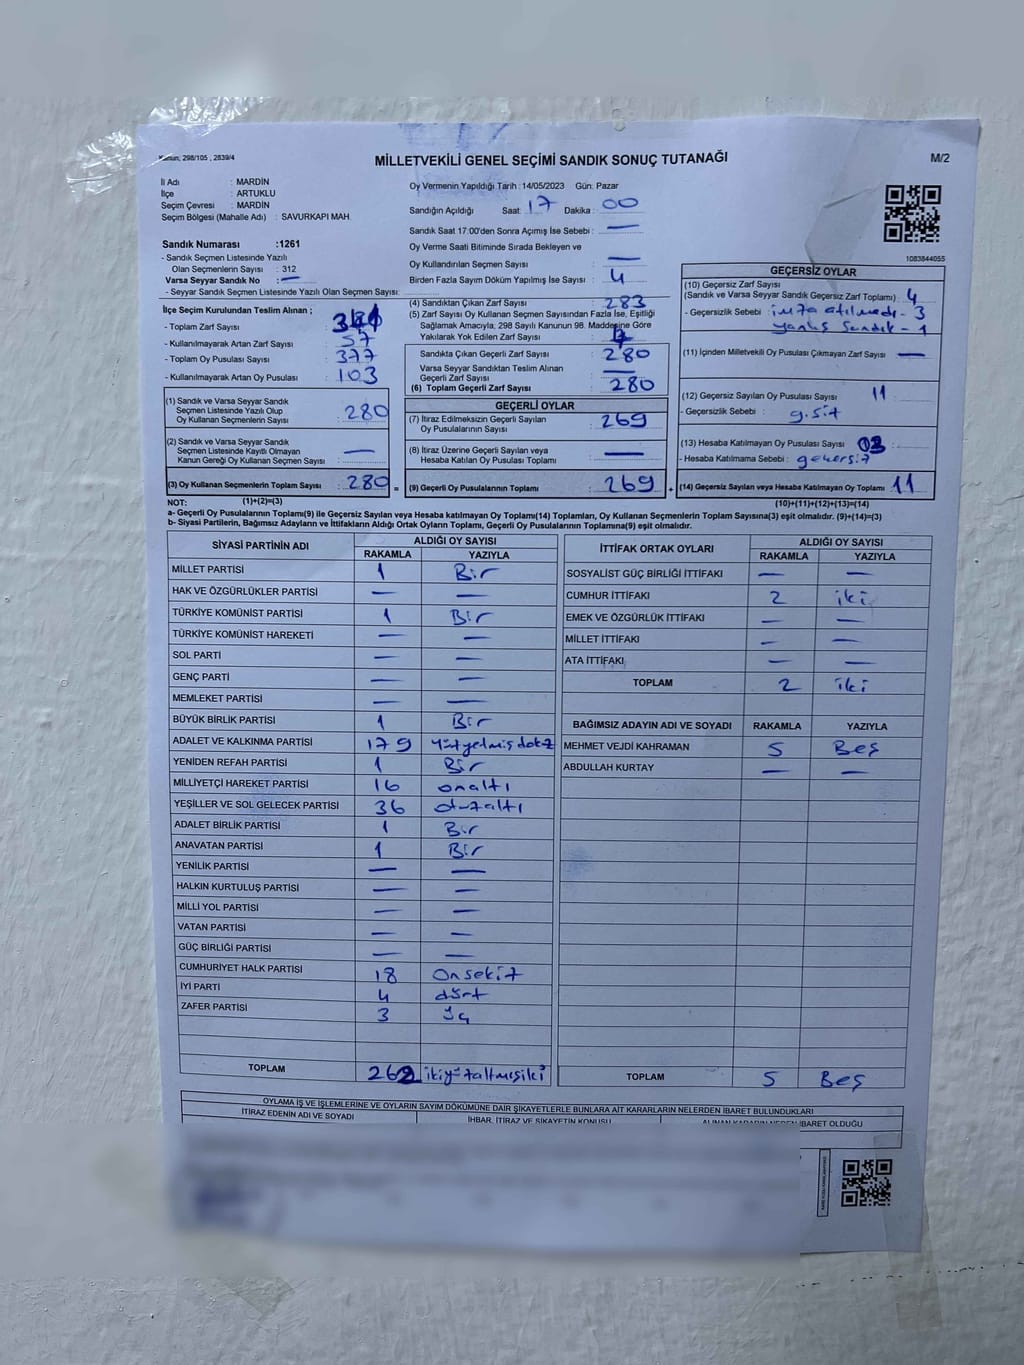 Kanun; 298/105 , 2839/4
MİLLETVEKİLİ GENEL SEÇİMİ SANDIK SONUÇ TUTANAĞI
M/2
İl Adı : MARDİN
İlçe : ARTUKLU
Seçim Çevresi : MARDİN
Seçim Bölgesi (Mahalle Adı) : SAVURKAPI MAH.
Sandık Numarası :1261
- Sandık Seçmen Listesinde Yazılı
Olan Seçmenlerin Sayısı : 312
Varsa Seyyar Sandık No : —
- Seyyar Sandık Seçmen Listesinde Yazılı Olan Seçmen Sayısı:
İlçe Seçim Kurulundan Teslim Alınan ;
- Toplam Zarf Sayısı :
- Kullanılmayarak Artan Zarf Sayısı : 57
- Toplam Oy Pusulası Sayısı : 377
- Kullanılmayarak Artan Oy Pusulası : 103
(1) Sandık ve Varsa Seyyar Sandık
Seçmen Listesinde Yazılı Olup
Oy Kullanan Seçmenlerin Sayısı : 280
(2) Sandık ve Varsa Seyyar Sandık
Seçmen Listesinde Kayıtlı Olmayan
Kanun Gereği Oy Kullanan Seçmen Sayısı : —
(3) Oy Kullanan Seçmenlerin Toplam Sayısı : 280
Oy Vermenin Yapıldığı Tarih : 14/05/2023 Gün: Pazar
Sandığın Açıldığı Saat: 17 Dakika : 00
Sandık Saat 17:00'den Sonra Açımış İse Sebebi : —
Oy Verme Saati Bitiminde Sırada Bekleyen ve
Oy Kullandırılan Seçmen Sayısı : —
Birden Fazla Sayım Döküm Yapılmış İse Sayısı : 4
(4) Sandıktan Çıkan Zarf Sayısı : 283
(5) Zarf Sayısı Oy Kullanan Seçmen Sayısından Fazla İse, Eşitliği
Sağlamak Amacıyla, 298 Sayılı Kanunun 98. Maddesine Göre
Yakılarak Yok Edilen Zarf Sayısı :
Sandıkta Çıkan Geçerli Zarf Sayısı : 280
Varsa Seyyar Sandıktan Teslim Alınan
Geçerli Zarf Sayısı : —
(6) Toplam Geçerli Zarf Sayısı : 280
GEÇERLİ OYLAR
(7) İtiraz Edilmeksizin Geçerli Sayılan
Oy Pusulalarının Sayısı : 269
(8) İtiraz Üzerine Geçerli Sayılan veya
Hesaba Katılan Oy Pusulası Toplamı : —
= (9) Geçerli Oy Pusulalarının Toplamı : 269 +
1083844055
GEÇERSİZ OYLAR
(10) Geçersiz Zarf Sayısı
(Sandık ve Varsa Seyyar Sandık Geçersiz Zarf Toplamı) : 4
- Geçersizlik Sebebi : imza atılmadı - 3
yanlış sandık - 1
(11) İçinden Milletvekili Oy Pusulası Çıkmayan Zarf Sayısı : —
(12) Geçersiz Sayılan Oy Pusulası Sayısı 11
- Geçersizlik Sebebi :
(13) Hesaba Katılmayan Oy Pusulası Sayısı :
- Hesaba Katılmama Sebebi :
(14) Geçersiz Sayılan veya Hesaba Katılmayan Oy Toplamı : 11
NOT: (1)+(2)=(3) (10)+(11)+(12)+(13)=(14)
a- Geçerli Oy Pusulalarının Toplamı(9) ile Geçersiz Sayılan veya Hesaba Katılmayan Oy Toplamı(14) Toplamları, Oy Kullanan Seçmenlerin Toplam Sayısına(3) eşit olmalıdır. (9)+(14)=(3)
b- Siyasi Partilerin, Bağımsız Adayların ve İttifakların Aldığı Ortak Oyların Toplamı, Geçerli Oy Pusulalarının Toplamına(9) eşit olmalıdır.
SİYASİ PARTİNİN ADI ALDIĞI OY SAYISI
RAKAMLA YAZIYLA
MİLLET PARTİSİ 1 Bir
HAK VE ÖZGÜRLÜKLER PARTİSİ — —
TÜRKİYE KOMÜNİST PARTİSİ 1 Bir
TÜRKİYE KOMÜNİST HAREKETİ — —
SOL PARTİ — —
GENÇ PARTİ — —
MEMLEKET PARTİSİ — —
BÜYÜK BİRLİK PARTİSİ 1 Bir
ADALET VE KALKINMA PARTİSİ 179 yüzyetmişdokz
YENİDEN REFAH PARTİSİ 1 Bir
MİLLİYETÇİ HAREKET PARTİSİ 16 onaltı
YEŞİLLER VE SOL GELECEK PARTİSİ 36 otuzaltı
ADALET BİRLİK PARTİSİ 1 Bir
ANAVATAN PARTİSİ 1 Bir
YENİLİK PARTİSİ — —
HALKIN KURTULUŞ PARTİSİ — —
MİLLİ YOL PARTİSİ — —
VATAN PARTİSİ — —
GÜÇ BİRLİĞİ PARTİSİ — —
CUMHURİYET HALK PARTİSİ 18 onsekiz
İYİ PARTİ 4 dört
ZAFER PARTİSİ 3 üç
TOPLAM 262 ikiyüzaltmışiki
İTTİFAK ORTAK OYLARI ALDIĞI OY SAYISI
RAKAMLA YAZIYLA
SOSYALİST GÜÇ BİRLİĞİ İTTİFAKI — —
CUMHUR İTTİFAKI 2 iki
EMEK VE ÖZGÜRLÜK İTTİFAKI — —
MİLLET İTTİFAKI — —
ATA İTTİFAKI — —
TOPLAM 2 iki
BAĞIMSIZ ADAYIN ADI VE SOYADI RAKAMLA YAZIYLA
MEHMET VEJDİ KAHRAMAN 5 Beş
ABDULLAH KURTAY — —
TOPLAM 5 Beş
OYLAMA İŞ VE İŞLEMLERİNE VE OYLARIN SAYIM DÖKÜMÜNE DAİR ŞİKAYETLERLE BUNLARA AİT KARARLARIN NELERDEN İBARET BULUNDUKLARI
İTİRAZ EDENİN ADI VE SOYADI İHBAR, İTİRAZ VE ŞİKAYETİN KONUSU ALINAN KARARIN NEDEN İBARET OLDUĞU